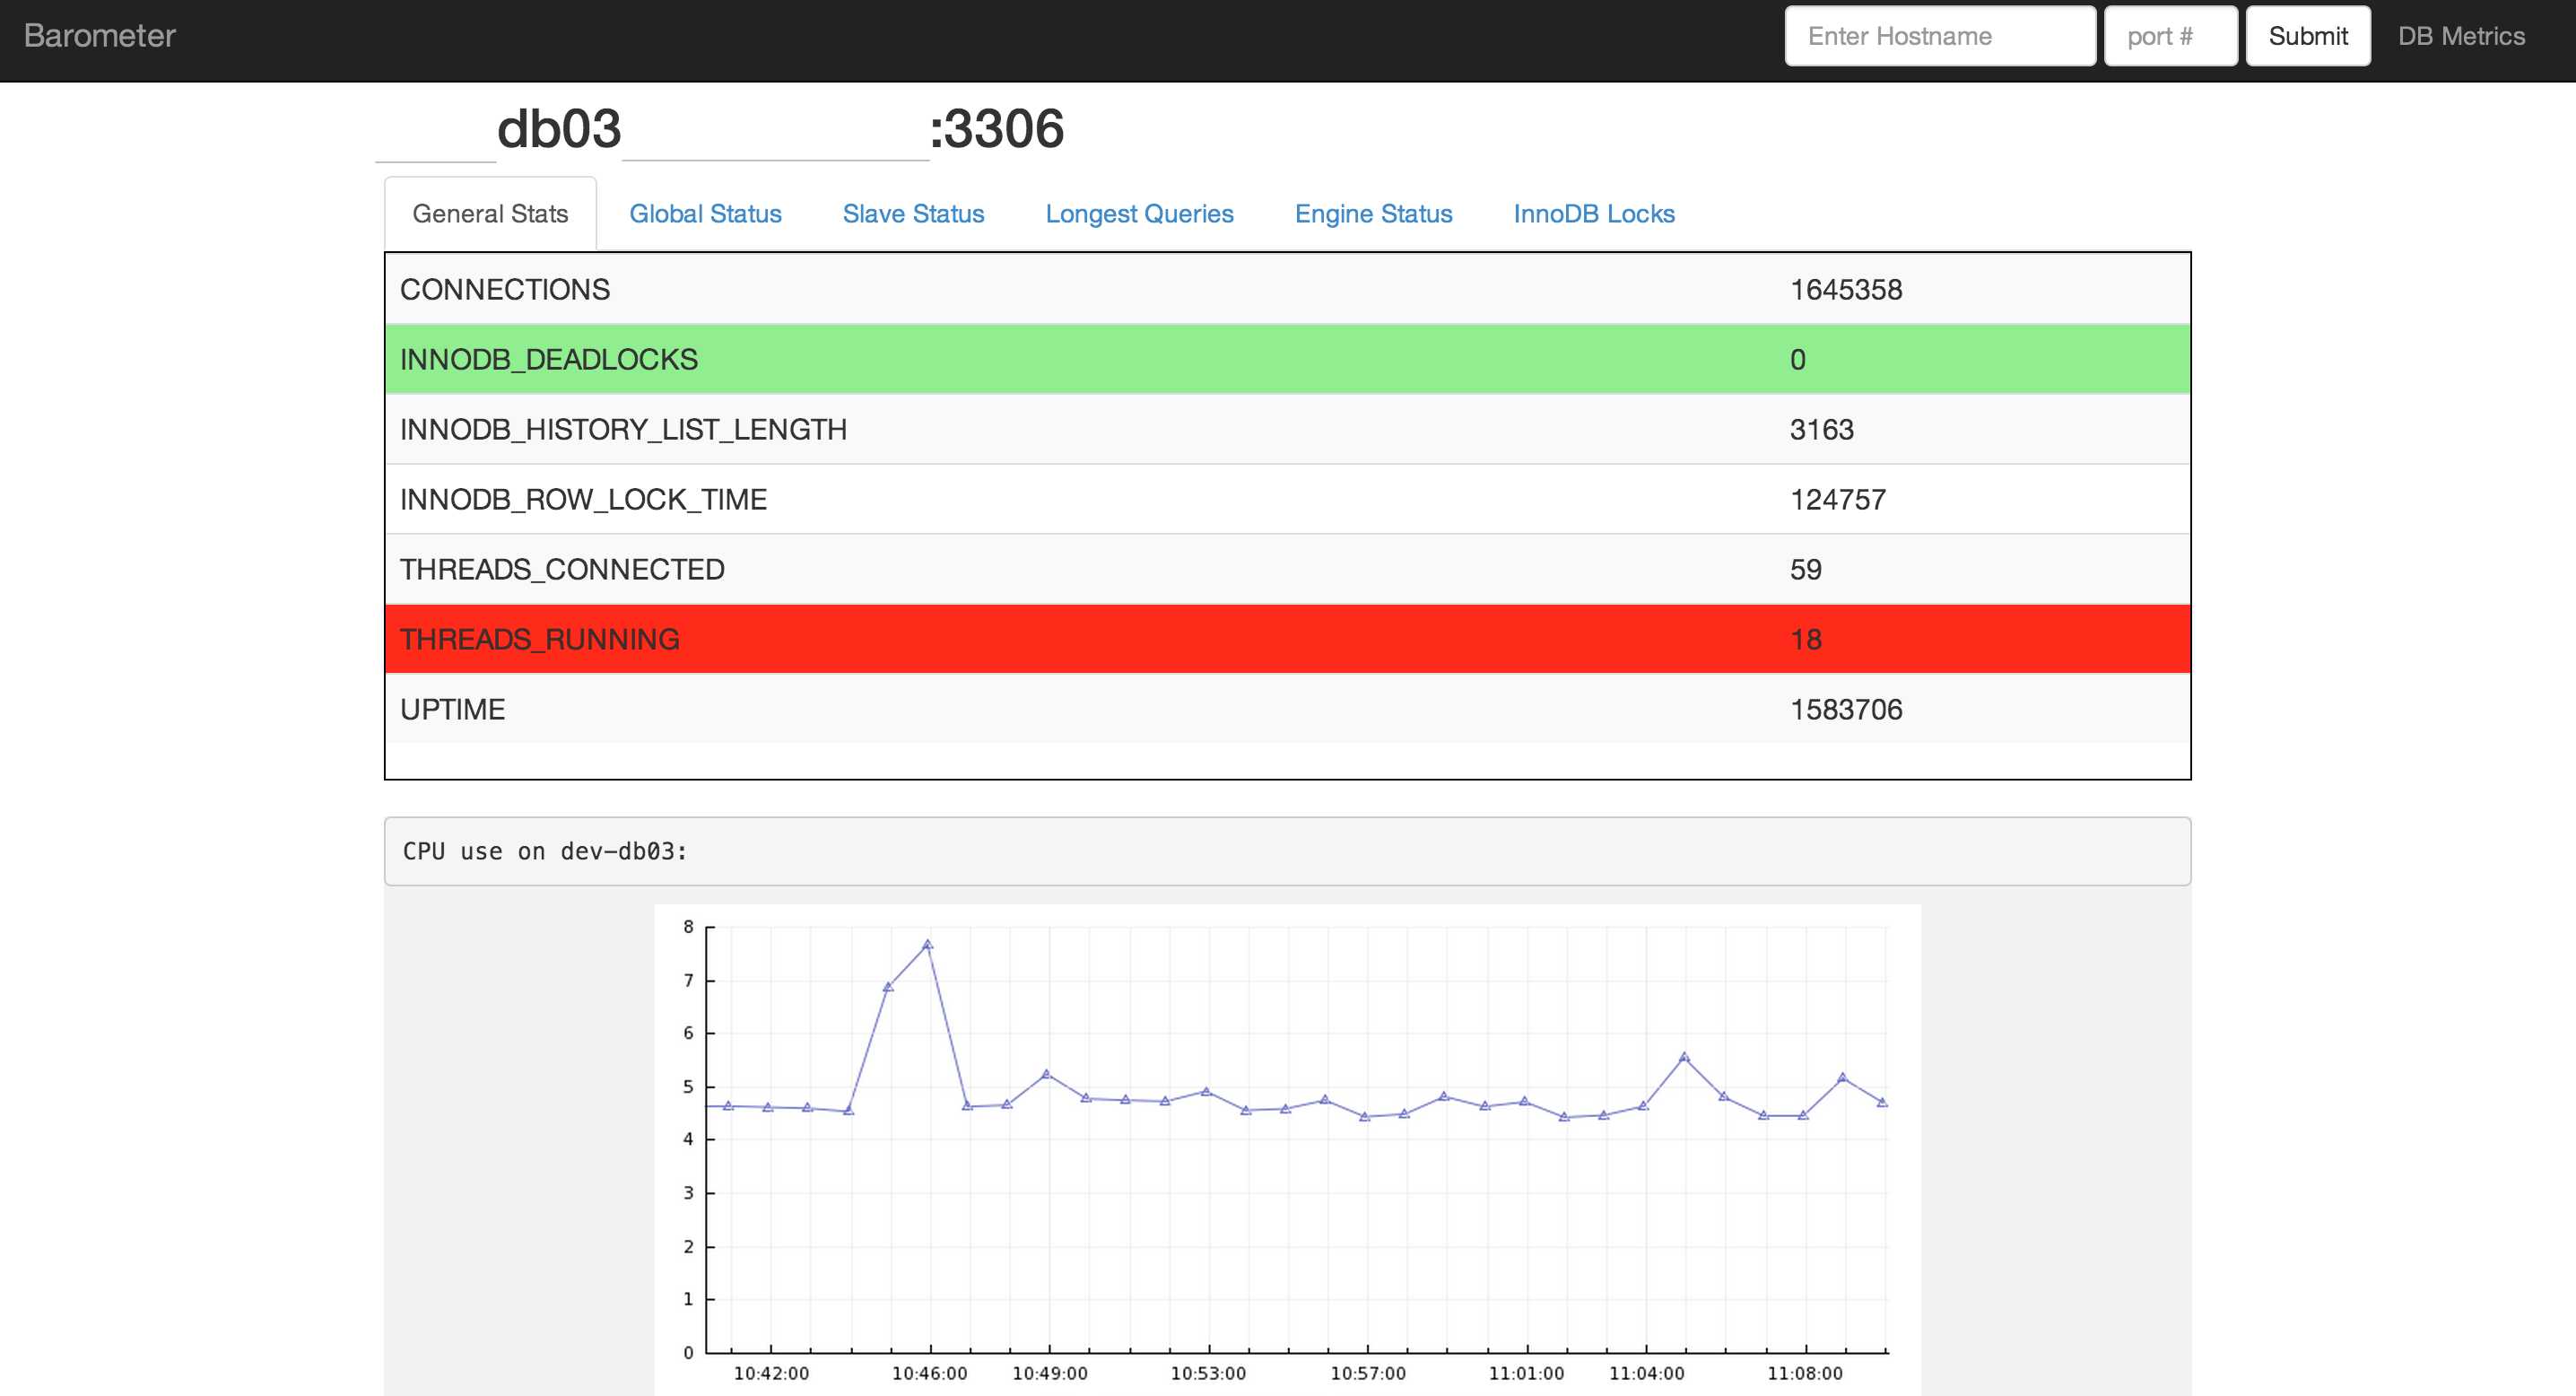 Barometer Enter Hostname port # Submit DB Metrics
db03 :3306
General Stats Global Status Slave Status Longest Queries Engine Status InnoDB Locks
CONNECTIONS 1645358
INNODB_DEADLOCKS 0
INNODB_HISTORY_LIST_LENGTH 3163
INNODB_ROW_LOCK_TIME 124757
THREADS_CONNECTED 59
THREADS_RUNNING 18
UPTIME 1583706
CPU use on dev-db03:
8
7
6
5
4
3
2
1
0
10:42:00 10:46:00 10:49:00 10:53:00 10:57:00 11:01:00 11:04:00 11:08:00